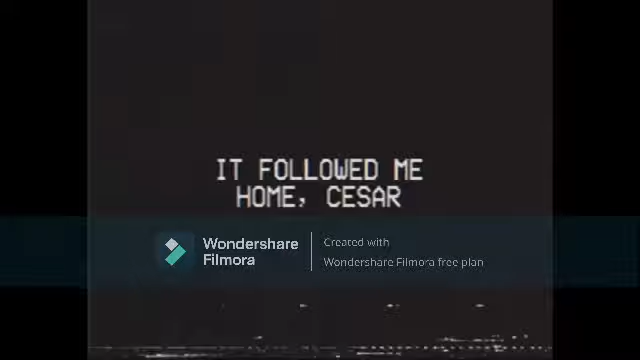 IT FOLLOWED ME
HOME, CESAR
Wondershare
Filmora
Created with
Wondershare Filmora free plan